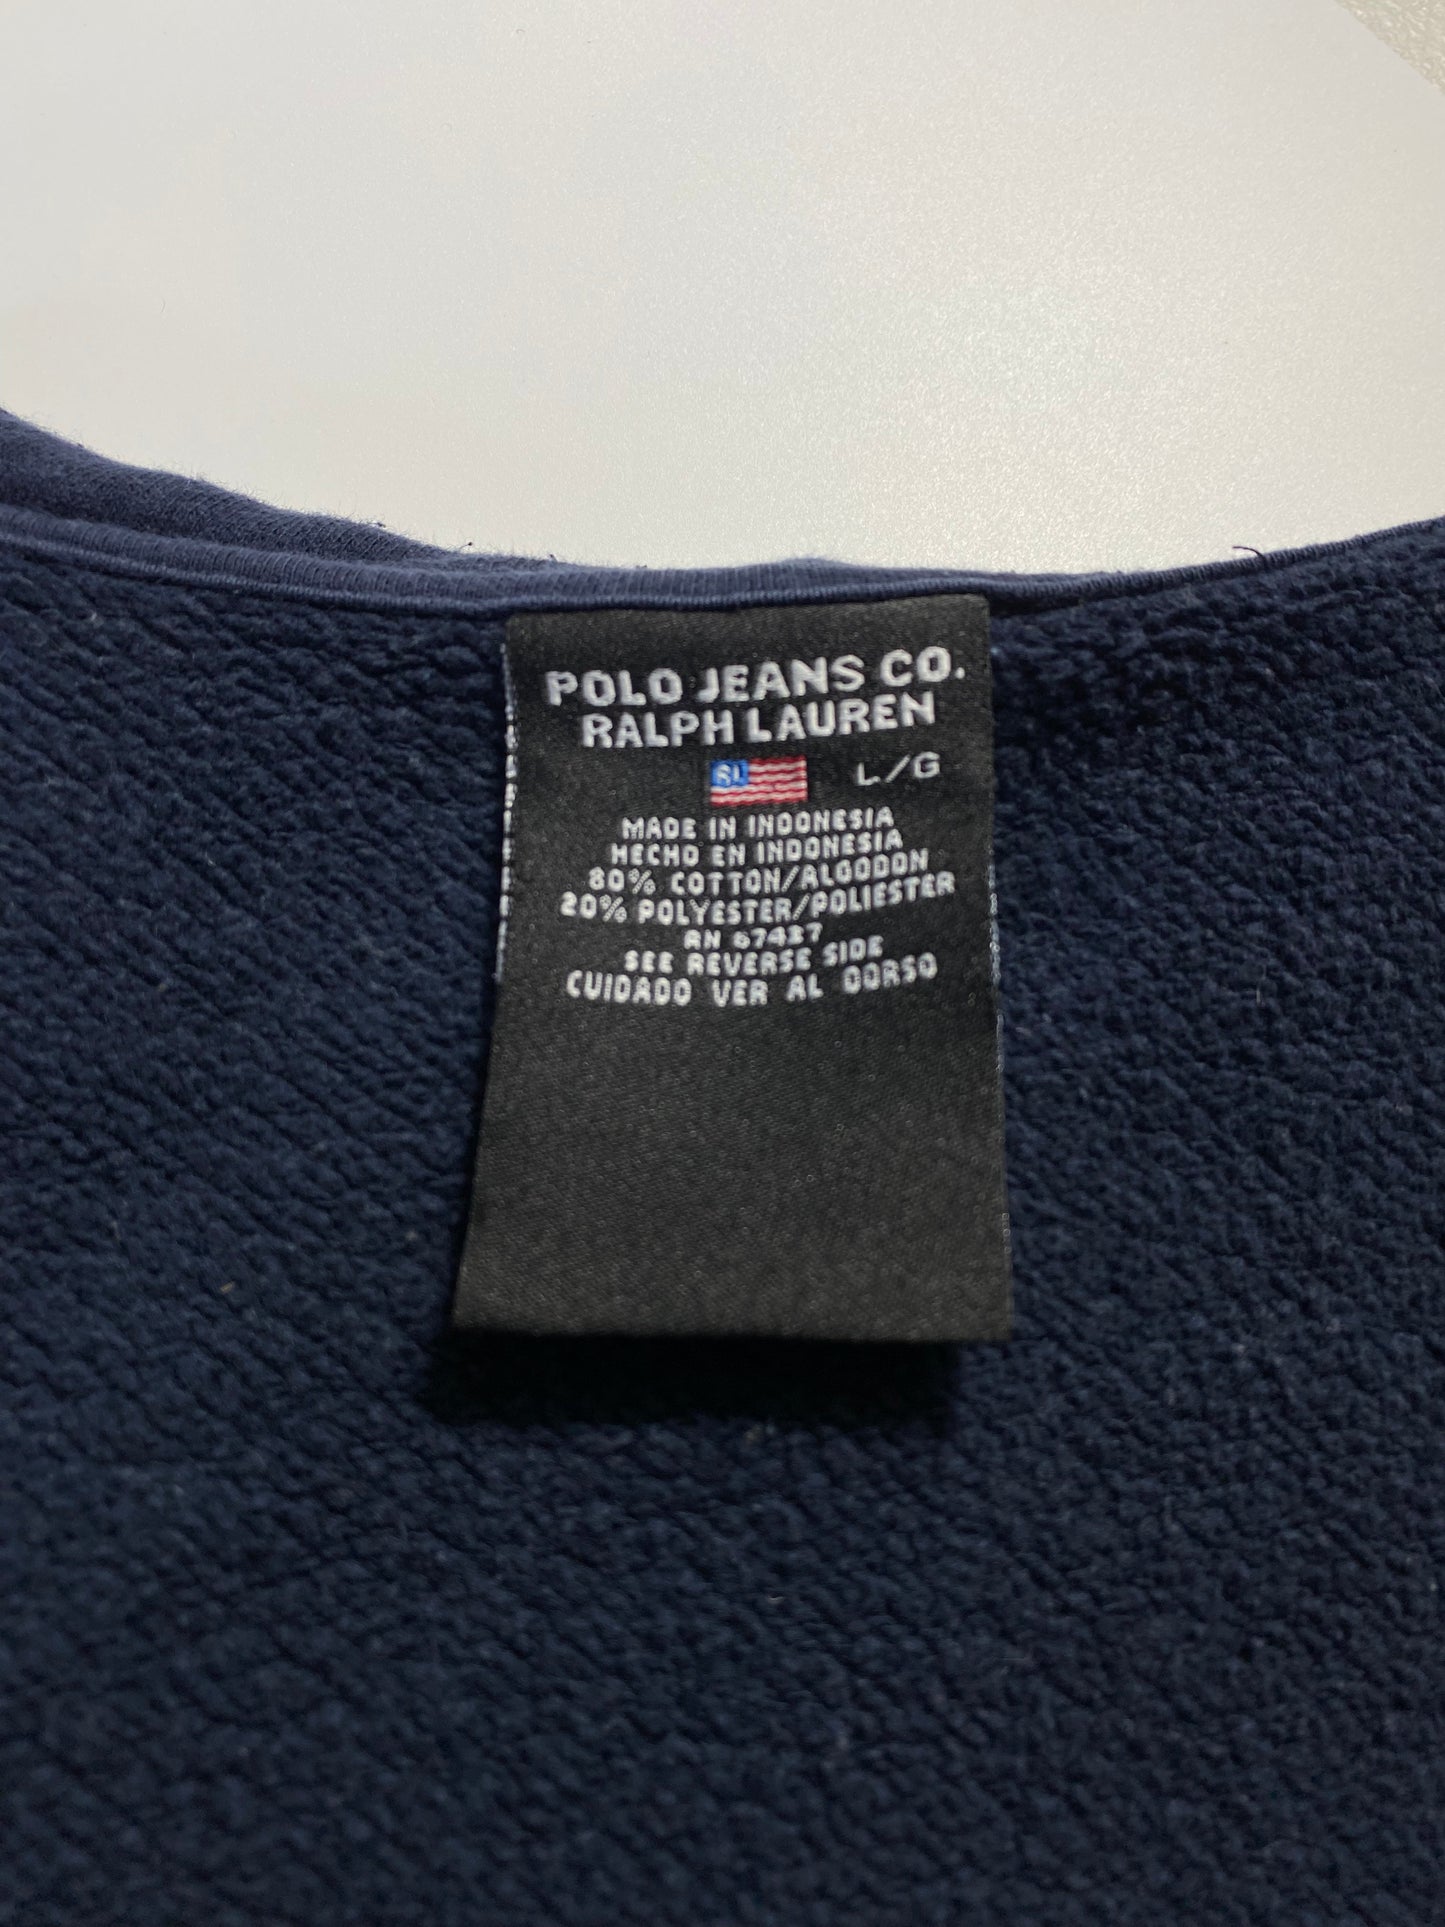 POLO JEANS CO.
RALPH LAUREN
RL L/G
MADE IN INDONESIA
HECHO EN INDONESIA
80% COTTON/ALGODON
20% POLYESTER/POLIESTER
RN 67437
SEE REVERSE SIDE
CUIDADO VER AL DORSO